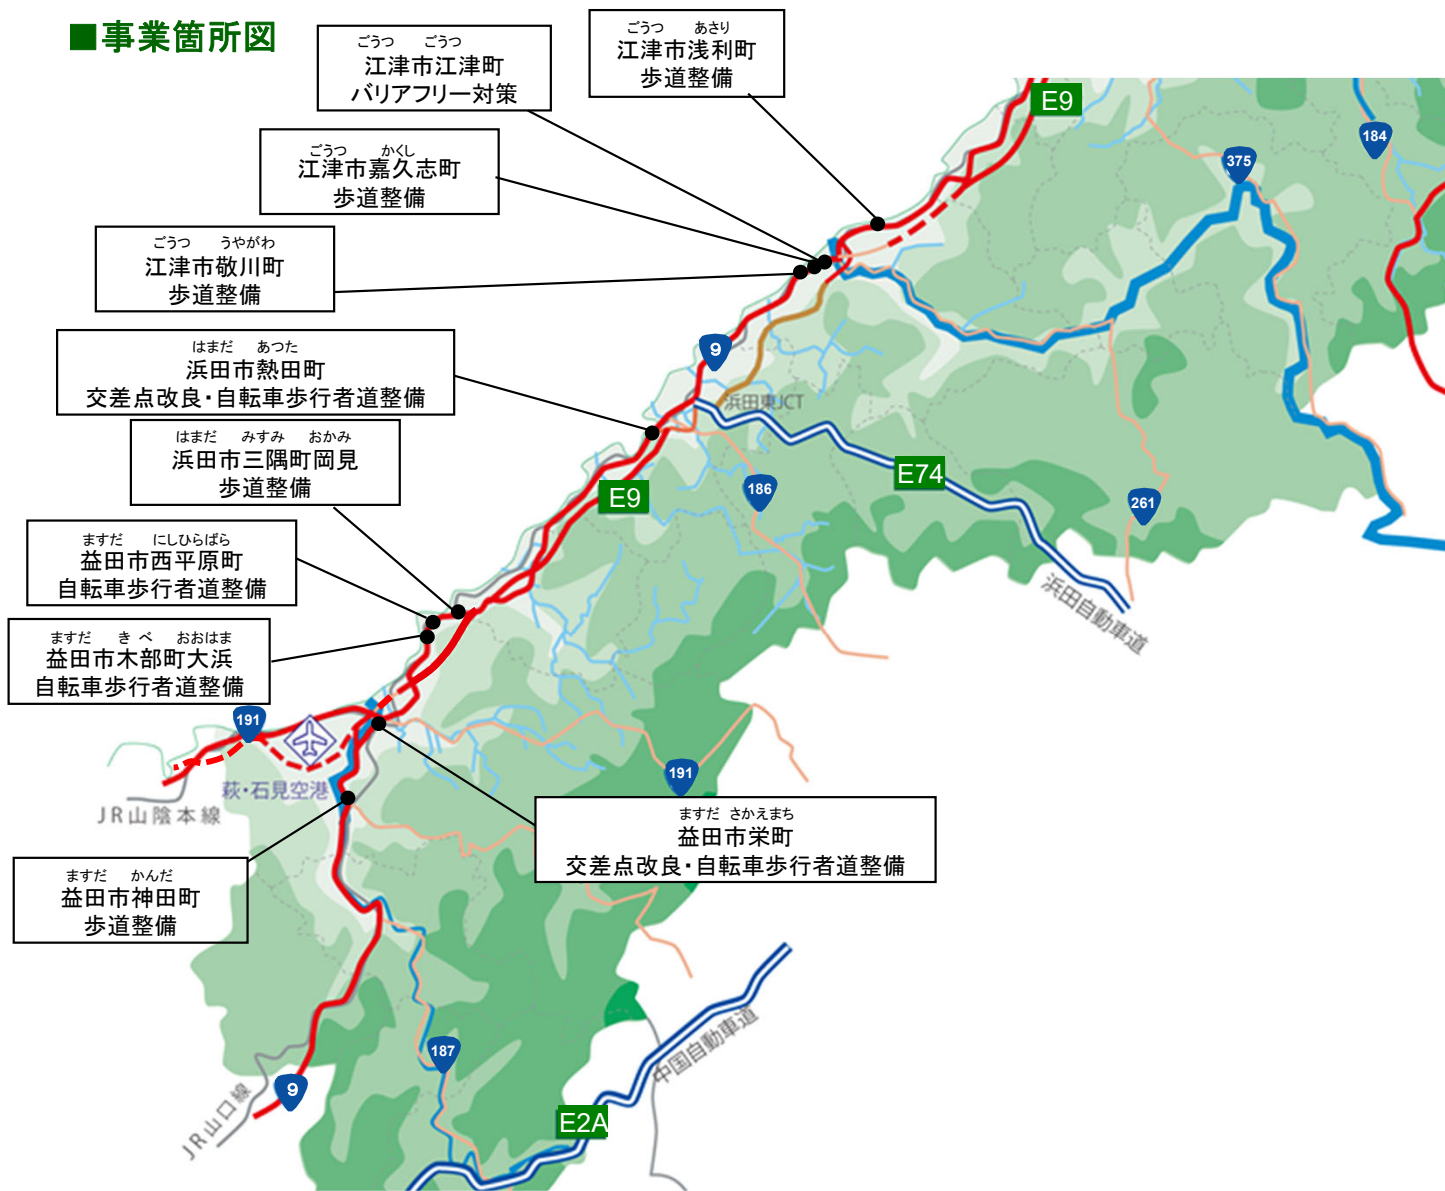 ■事業箇所図
ごうつ ごうつ
江津市江津町
バリアフリー対策
ごうつ あさり
江津市浅利町
歩道整備
ごうつ かくし
江津市嘉久志町
歩道整備
ごうつ うやがわ
江津市敬川町
歩道整備
はまだ あつた
浜田市熱田町
交差点改良・自転車歩行者道整備
はまだ みすみ おかみ
浜田市三隅町岡見
歩道整備
ますだ にしひらばら
益田市西平原町
自転車歩行者道整備
ますだ きべ おおはま
益田市木部町大浜
自転車歩行者道整備
ますだ さかえまち
益田市栄町
交差点改良・自転車歩行者道整備
ますだ かんだ
益田市神田町
歩道整備
E9
184
375
9
浜田東JCT
E74
186
E9
261
浜田自動車道
191
萩・石見空港
JR山陰本線
191
187
中国自動車道
9
JR山口線
E2A